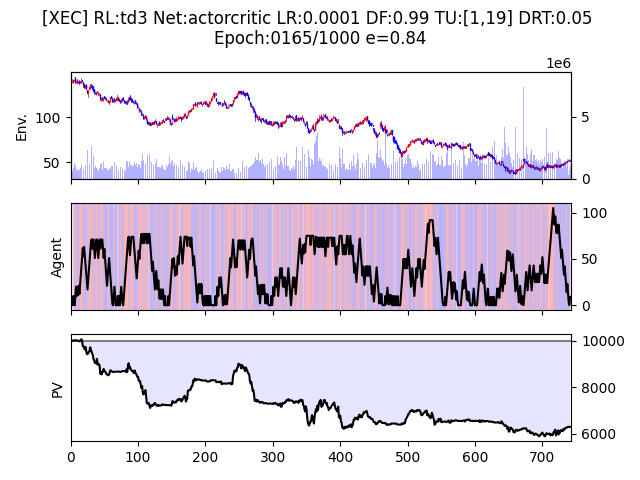 [XEC] RL:td3 Net:actorcritic LR:0.0001 DF:0.99 TU:[1,19] DRT:0.05
Epoch:0165/1000 e=0.84
1e6
Env.
100
50
5
0
Agent
100
50
0
PV
10000
8000
6000
0 100 200 300 400 500 600 700